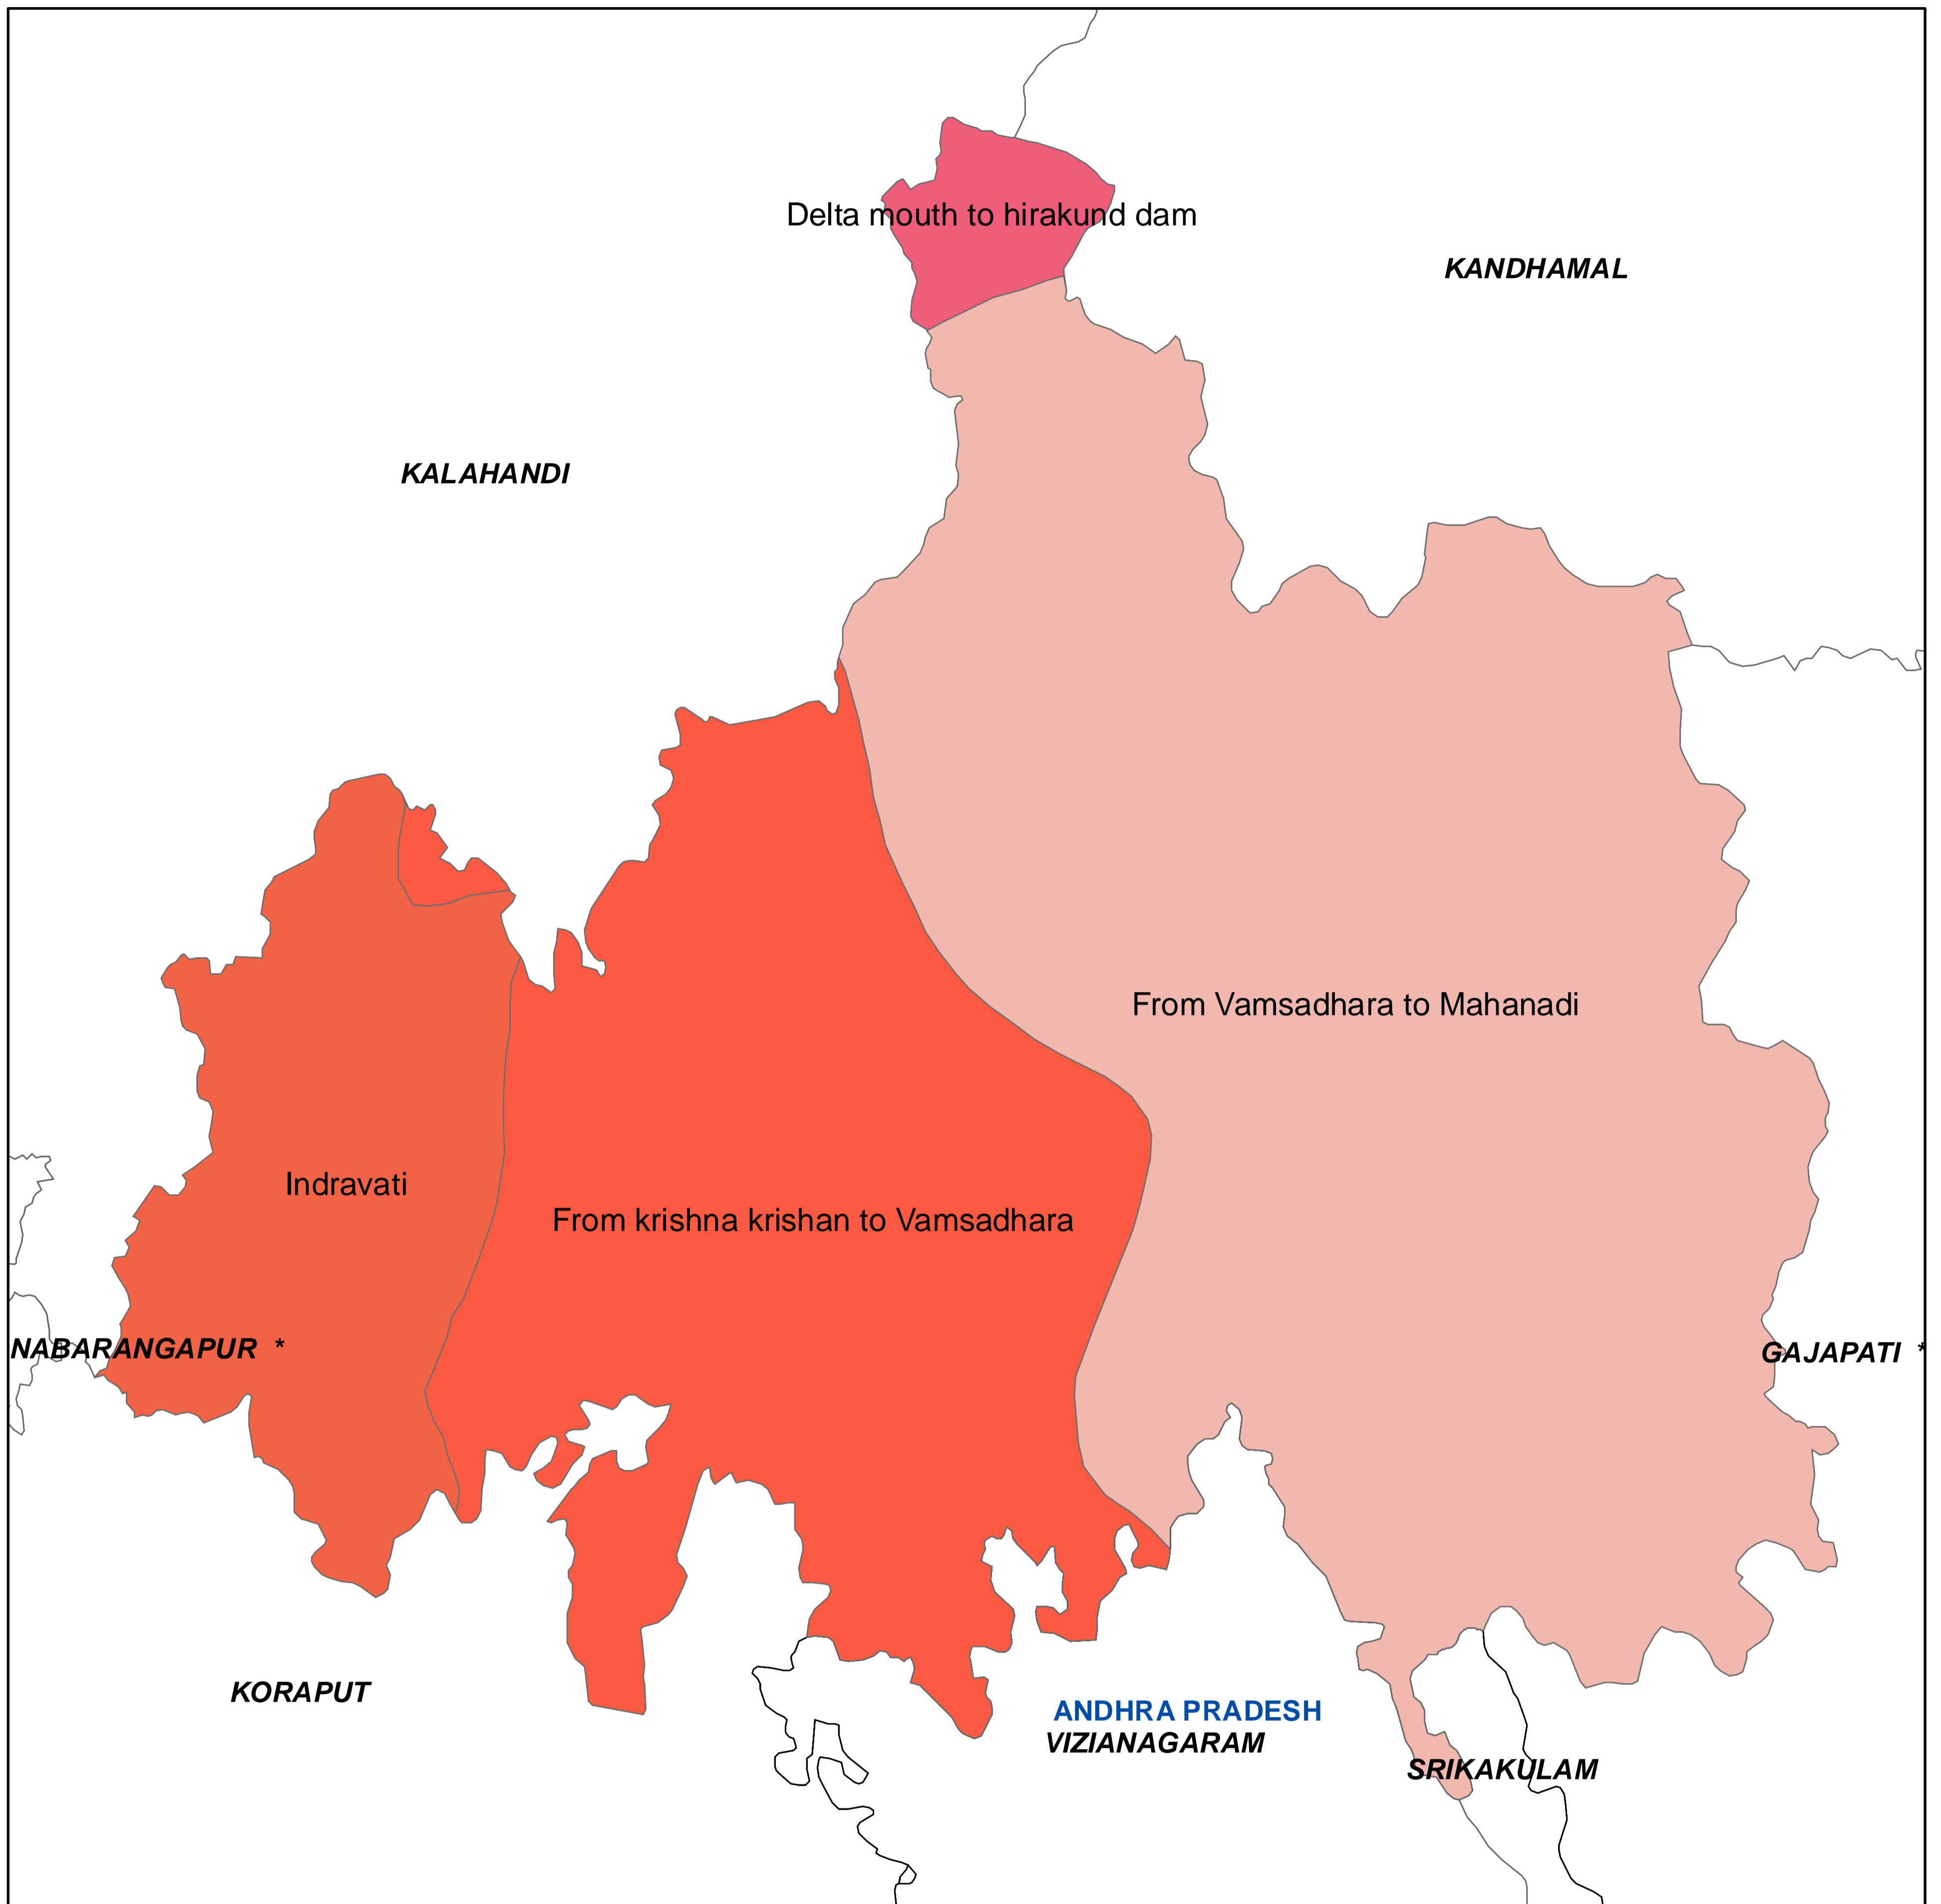 Delta mouth to hirakund dam
KANDHAMAL
KALAHANDI
From Vamsadhara to Mahanadi
Indravati
From krishna krishan to Vamsadhara
NABARANGAPUR *
GAJAPATI *
KORAPUT
ANDHRA PRADESH
VIZIANAGARAM
SRIKAKULAM